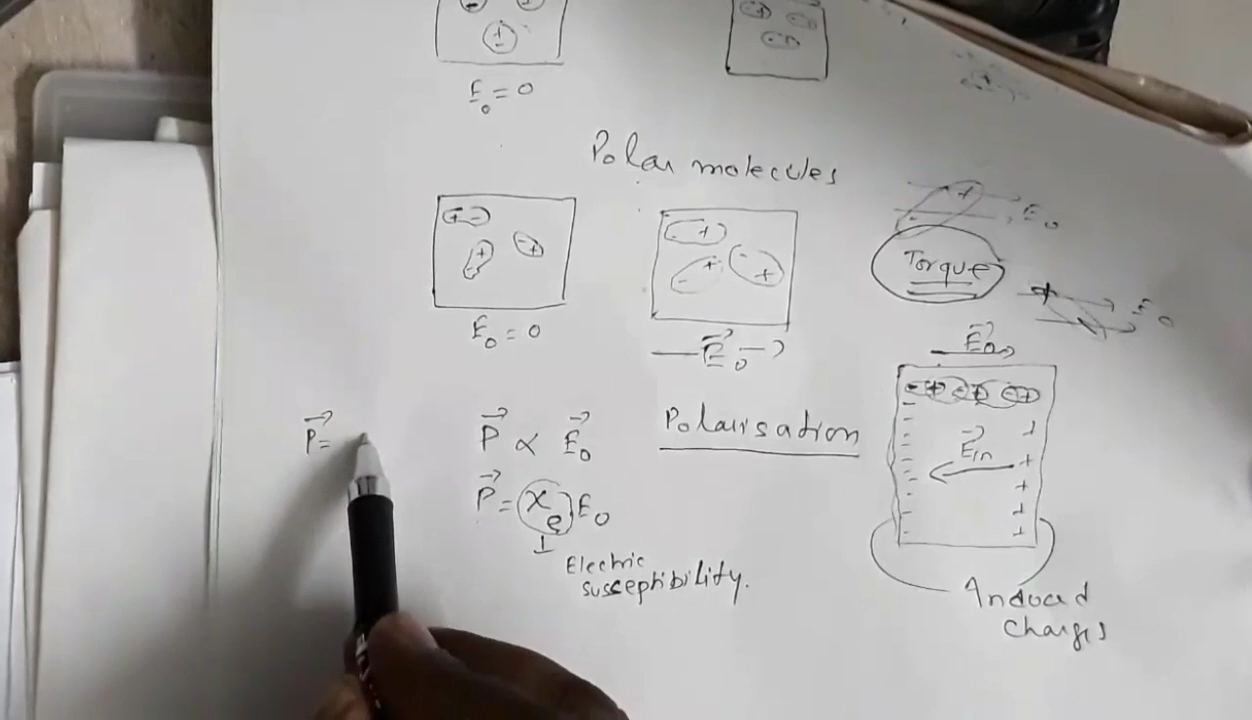 E₀ = 0
Polar molecules
E₀
Torque
E₀
E₀ = 0
E₀
E₀
P =
P ∝ E₀
Polarisation
Ein
P = χe E₀
Electric
susceptibility.
Induced
charges